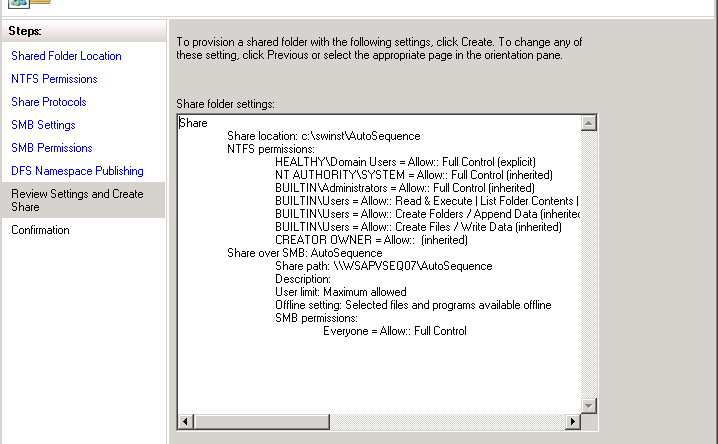 Steps:
Shared Folder Location
NTFS Permissions
Share Protocols
SMB Settings
SMB Permissions
DFS Namespace Publishing
Review Settings and Create
Share
Confirmation
To provision a shared folder with the following settings, click Create. To change any of
these setting, click Previous or select the appropriate page in the orientation pane.
Share folder settings:
Share
Share location: c:\swinst\AutoSequence
NTFS permissions:
HEALTHY\Domain Users = Allow:: Full Control (explicit)
NT AUTHORITY\SYSTEM = Allow:: Full Control (inherited)
BUILTIN\Administrators = Allow:: Full Control (inherited)
BUILTIN\Users = Allow:: Read & Execute | List Folder Contents |
BUILTIN\Users = Allow:: Create Folders / Append Data (inherited
BUILTIN\Users = Allow:: Create Files / Write Data (inherited)
CREATOR OWNER = Allow::  (inherited)
Share over SMB: AutoSequence
Share path: \\WSAPVSEQ07\AutoSequence
Description:
User limit: Maximum allowed
Offline setting: Selected files and programs available offline
SMB permissions:
Everyone = Allow:: Full Control